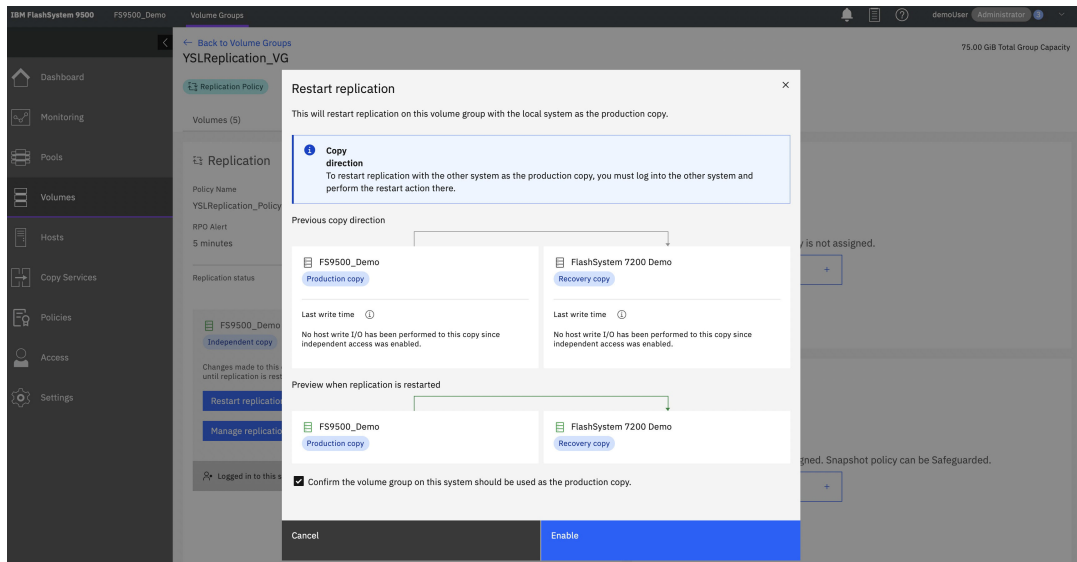 IBM FlashSystem 9500 FS9500_Demo Volume Groups demoUser Administrator 3
← Back to Volume Groups
YSLReplication_VG
75.00 GiB Total Group Capacity
Dashboard
Monitoring
Pools
Volumes
Hosts
Copy Services
Policies
Access
Settings
Replication Policy
Volumes (5)
Replication
Policy Name
YSLReplication_Policy
RPO Alert
5 minutes
Replication status
FS9500_Demo
Independent copy
Changes made to this
until replication is rest
Restart replication
Manage replicatio
Logged in to this s
Restart replication
This will restart replication on this volume group with the local system as the production copy.
Copy
direction
To restart replication with the other system as the production copy, you must log into the other system and
perform the restart action there.
Previous copy direction
FS9500_Demo
Production copy
Last write time
No host write I/O has been performed to this copy since
independent access was enabled.
FlashSystem 7200 Demo
Recovery copy
Last write time
No host write I/O has been performed to this copy since
independent access was enabled.
Preview when replication is restarted
FS9500_Demo
Production copy
FlashSystem 7200 Demo
Recovery copy
Confirm the volume group on this system should be used as the production copy.
Cancel
Enable
y is not assigned.
+
gned. Snapshot policy can be Safeguarded.
+